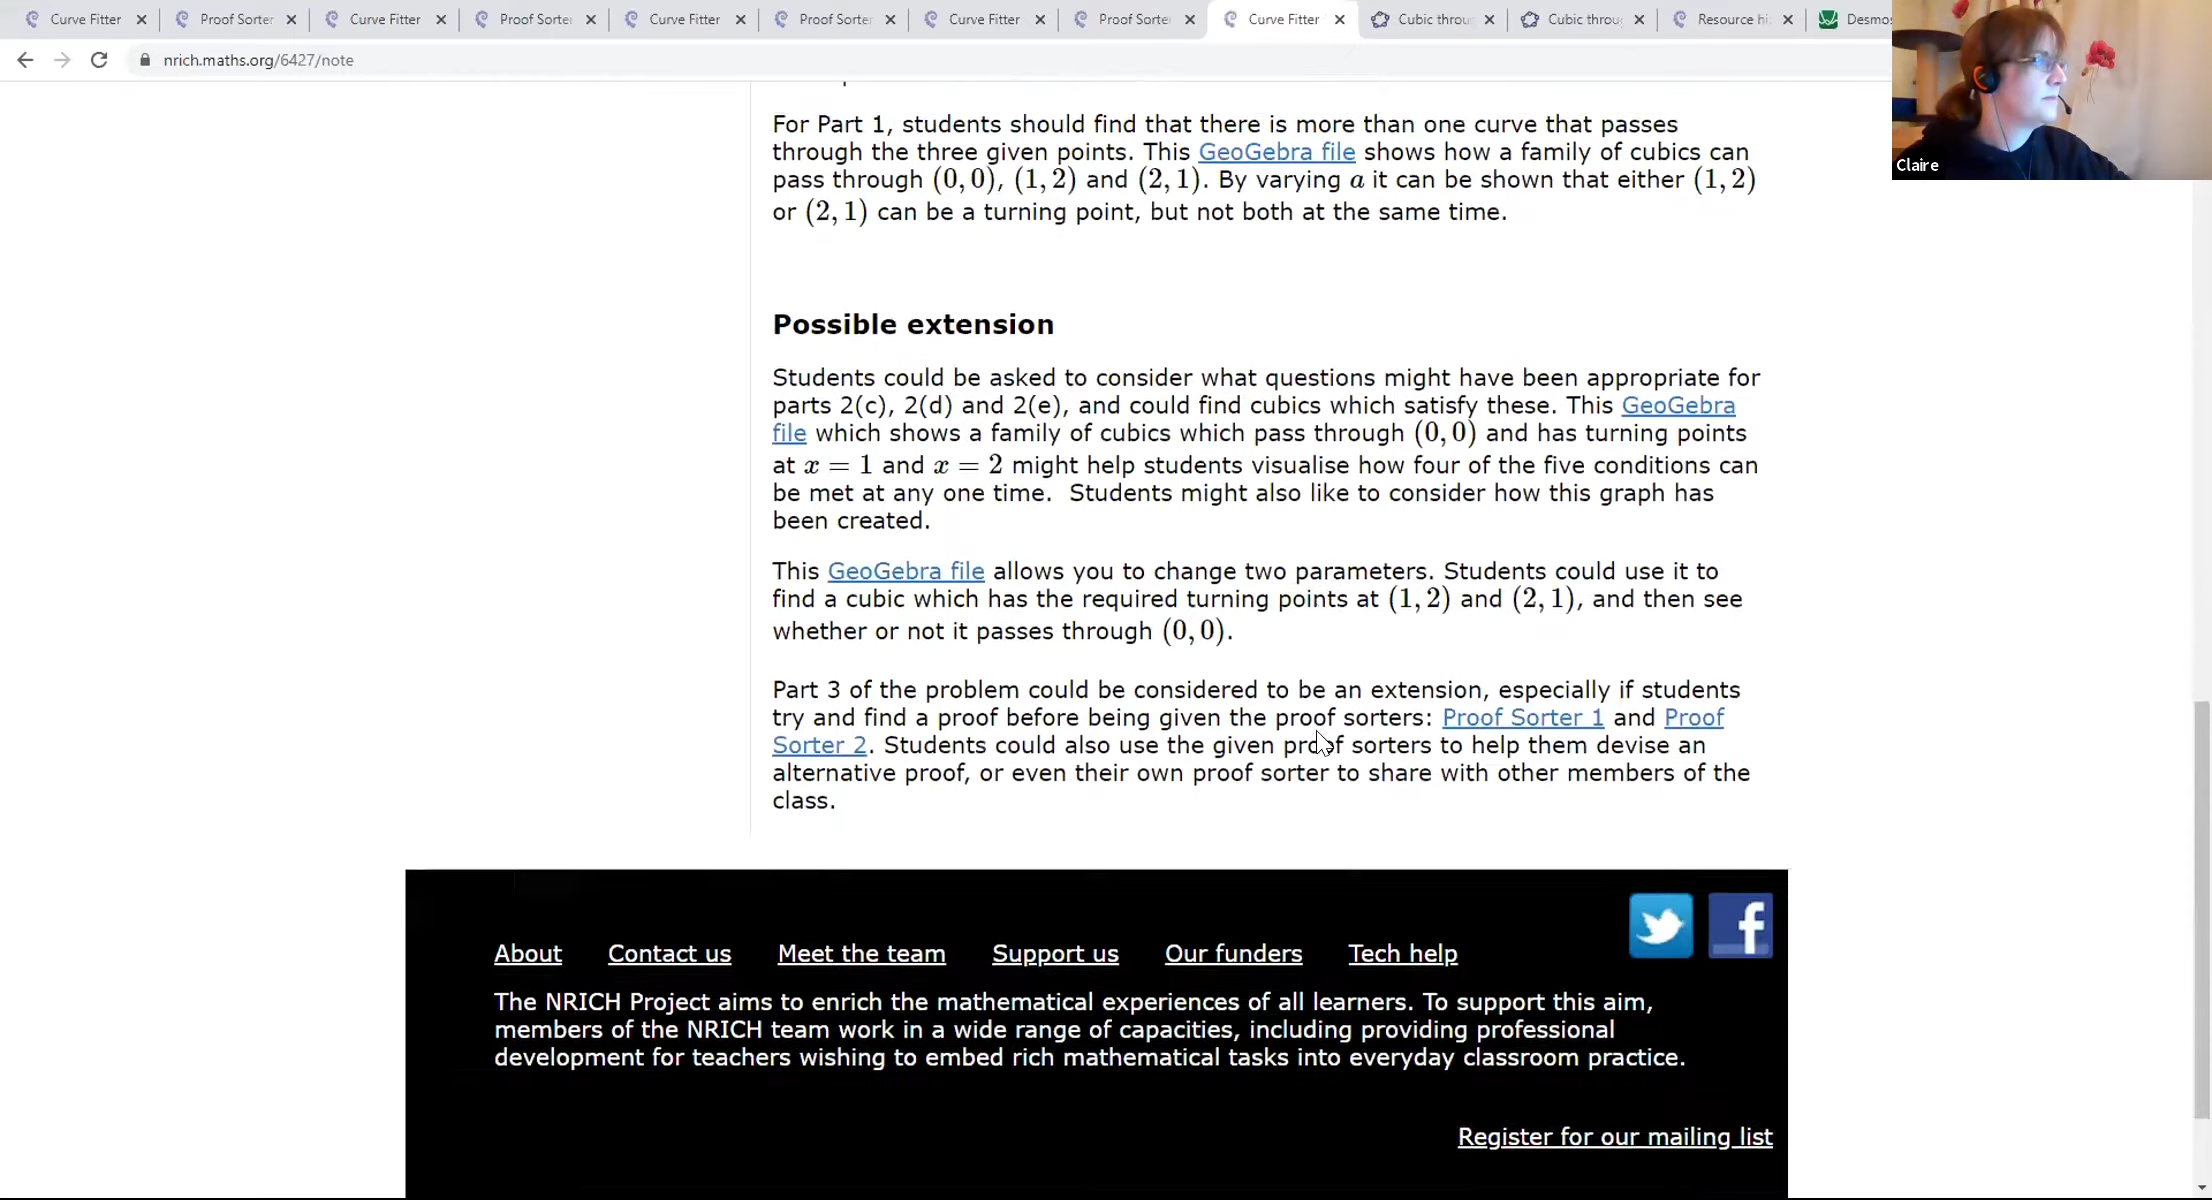 Curve Fitter
Proof Sorter
Curve Fitter
Proof Sorte
Curve Fitter
Proof Sorte
Curve Fitter
Proof Sorte
Curve Fitter
Cubic throu
Cubic throu
Resource hi
Desmos
nrich.maths.org/6427/note
Claire
For Part 1, students should find that there is more than one curve that passes
through the three given points. This GeoGebra file shows how a family of cubics can
pass through (0, 0), (1, 2) and (2, 1). By varying a it can be shown that either (1, 2)
or (2, 1) can be a turning point, but not both at the same time.
Possible extension
Students could be asked to consider what questions might have been appropriate for
parts 2(c), 2(d) and 2(e), and could find cubics which satisfy these. This GeoGebra
file which shows a family of cubics which pass through (0, 0) and has turning points
at x = 1 and x = 2 might help students visualise how four of the five conditions can
be met at any one time. Students might also like to consider how this graph has
been created.
This GeoGebra file allows you to change two parameters. Students could use it to
find a cubic which has the required turning points at (1, 2) and (2, 1), and then see
whether or not it passes through (0, 0).
Part 3 of the problem could be considered to be an extension, especially if students
try and find a proof before being given the proof sorters: Proof Sorter 1 and Proof
Sorter 2. Students could also use the given proof sorters to help them devise an
alternative proof, or even their own proof sorter to share with other members of the
class.
About Contact us Meet the team Support us Our funders Tech help
The NRICH Project aims to enrich the mathematical experiences of all learners. To support this aim,
members of the NRICH team work in a wide range of capacities, including providing professional
development for teachers wishing to embed rich mathematical tasks into everyday classroom practice.
Register for our mailing list